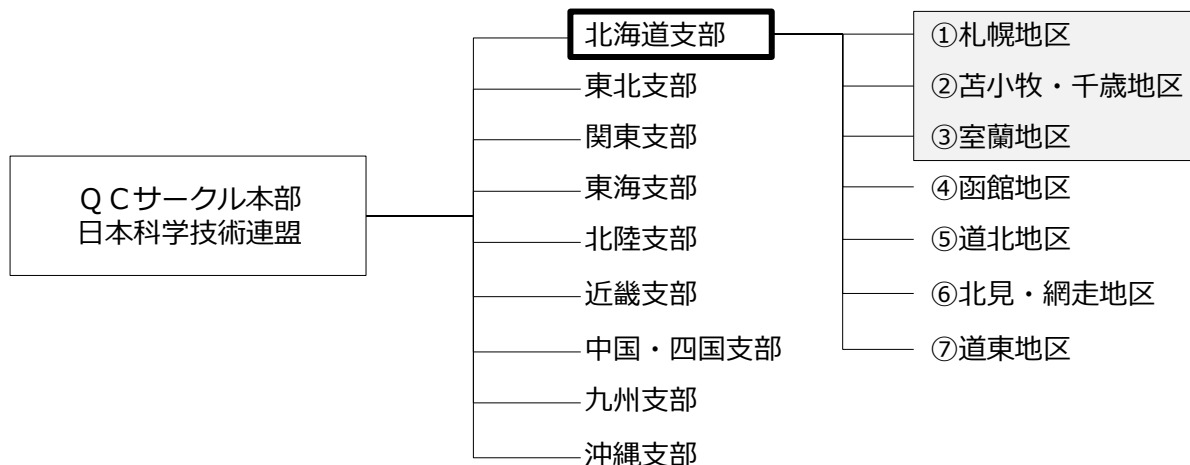 ＱＣサークル本部
日本科学技術連盟
北海道支部
東北支部
関東支部
東海支部
北陸支部
近畿支部
中国・四国支部
九州支部
沖縄支部
①札幌地区
②苫小牧・千歳地区
③室蘭地区
④函館地区
⑤道北地区
⑥北見・網走地区
⑦道東地区